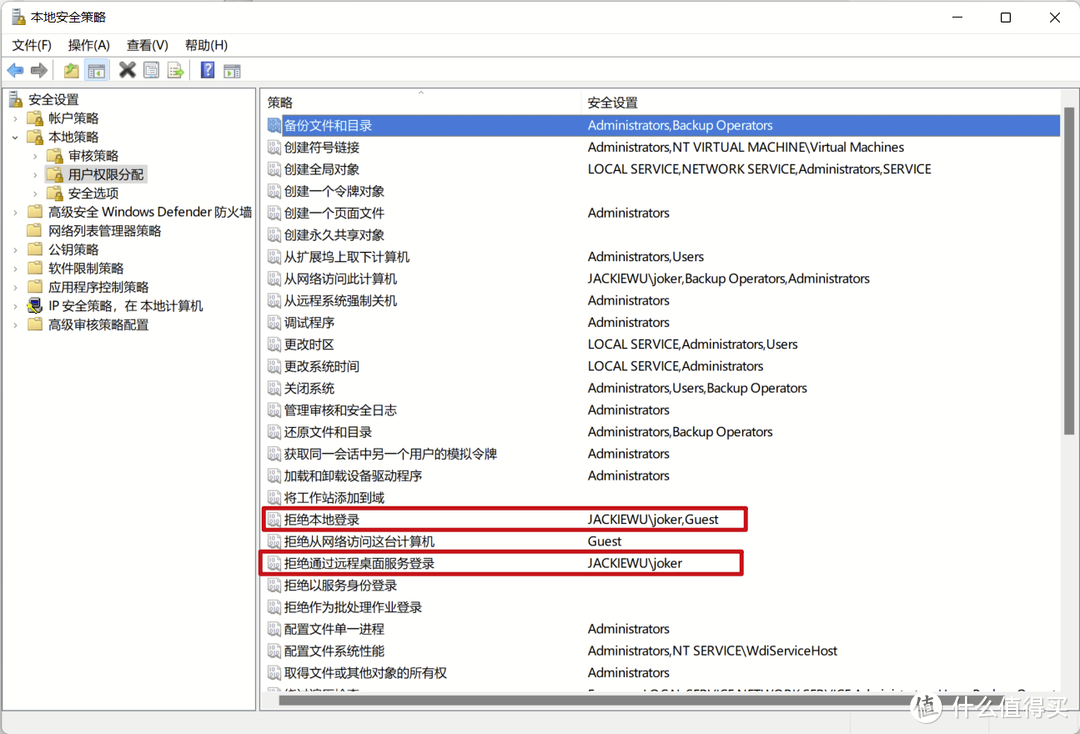 本地安全策略
文件(F) 操作(A) 查看(V) 帮助(H)
安全设置
帐户策略
本地策略
审核策略
用户权限分配
安全选项
高级安全 Windows Defender 防火墙
网络列表管理器策略
公钥策略
软件限制策略
应用程序控制策略
IP 安全策略，在 本地计算机
高级审核策略配置
策略 安全设置
备份文件和目录 Administrators,Backup Operators
创建符号链接 Administrators,NT VIRTUAL MACHINE\Virtual Machines
创建全局对象 LOCAL SERVICE,NETWORK SERVICE,Administrators,SERVICE
创建一个令牌对象
创建一个页面文件 Administrators
创建永久共享对象
从扩展坞上取下计算机 Administrators,Users
从网络访问此计算机 JACKIEWU\joker,Backup Operators,Administrators
从远程系统强制关机 Administrators
调试程序 Administrators
更改时区 LOCAL SERVICE,Administrators,Users
更改系统时间 LOCAL SERVICE,Administrators
关闭系统 Administrators,Users,Backup Operators
管理审核和安全日志 Administrators
还原文件和目录 Administrators,Backup Operators
获取同一会话中另一个用户的模拟令牌 Administrators
加载和卸载设备驱动程序 Administrators
将工作站添加到域
拒绝本地登录 JACKIEWU\joker,Guest
拒绝从网络访问这台计算机 Guest
拒绝通过远程桌面服务登录 JACKIEWU\joker
拒绝以服务身份登录
拒绝作为批处理作业登录
配置文件单一进程 Administrators
配置文件系统性能 Administrators,NT SERVICE\WdiServiceHost
取得文件或其他对象的所有权 Administrators
值 什么值得买